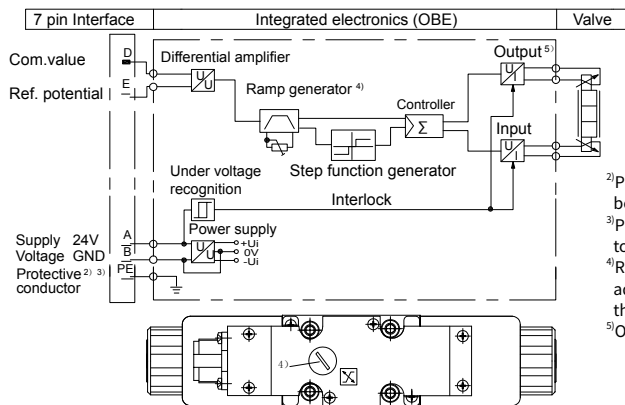 7 pin Interface
Integrated electronics (OBE)
Valve
Com.value
D
Differential amplifier
Output⁵⁾
U
U
U
I
Ref. potential
E
Ramp generator ⁴⁾
Controller
Σ
Step function generator
Input
U
I
Under voltage
recognition
Interlock
Power supply
Supply 24V
A
+Ui
Voltage GND
B
U
U
0V
-Ui
Protective ²⁾ ³⁾
PE
conductor
²⁾P
be
³⁾P
to
⁴⁾R
ac
th
⁵⁾O
4)